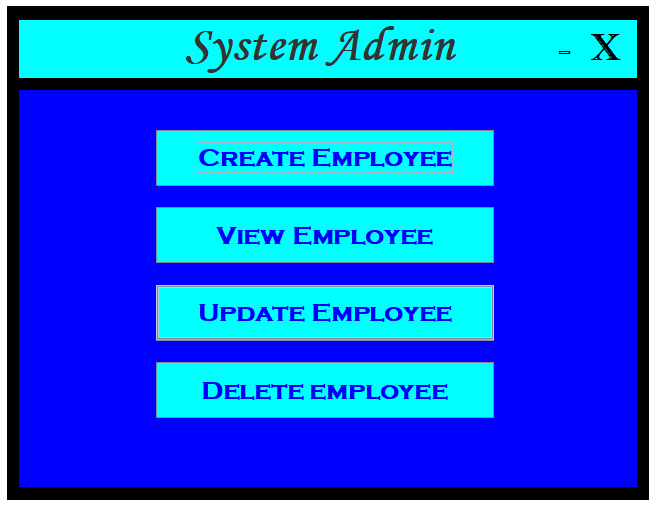 System Admin - X
Create Employee
View Employee
Update Employee
Delete employee